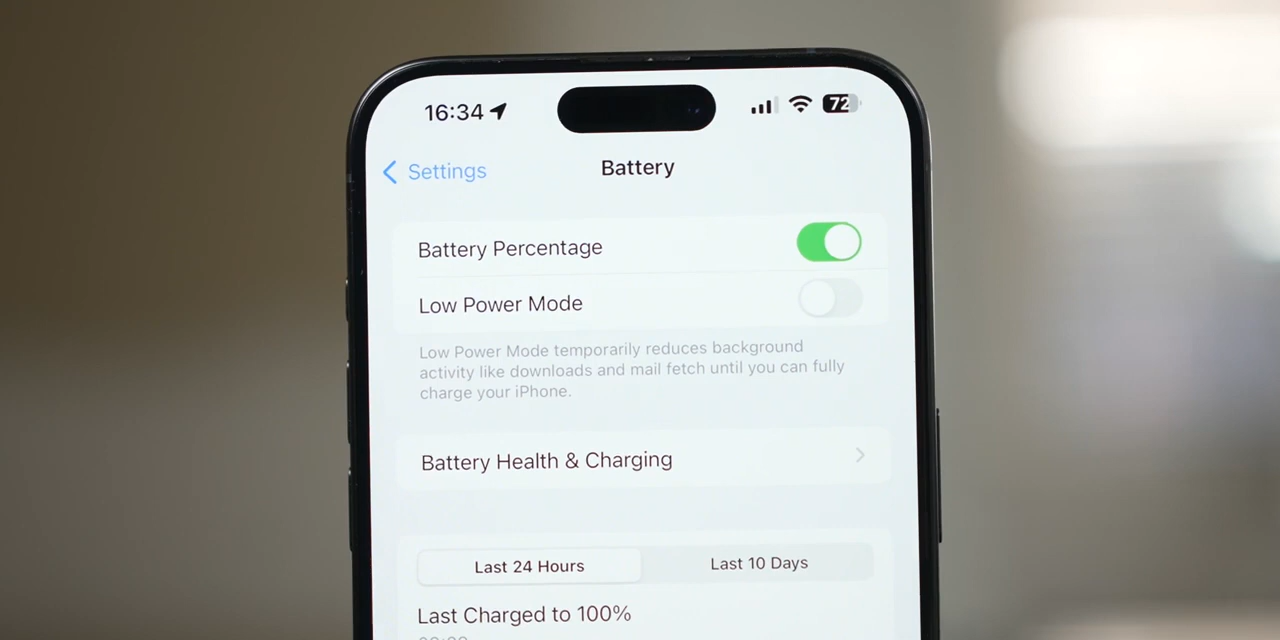 16:34
72
Settings
Battery
Battery Percentage
Low Power Mode
Low Power Mode temporarily reduces background
activity like downloads and mail fetch until you can fully
charge your iPhone.
Battery Health & Charging
Last 24 Hours
Last 10 Days
Last Charged to 100%